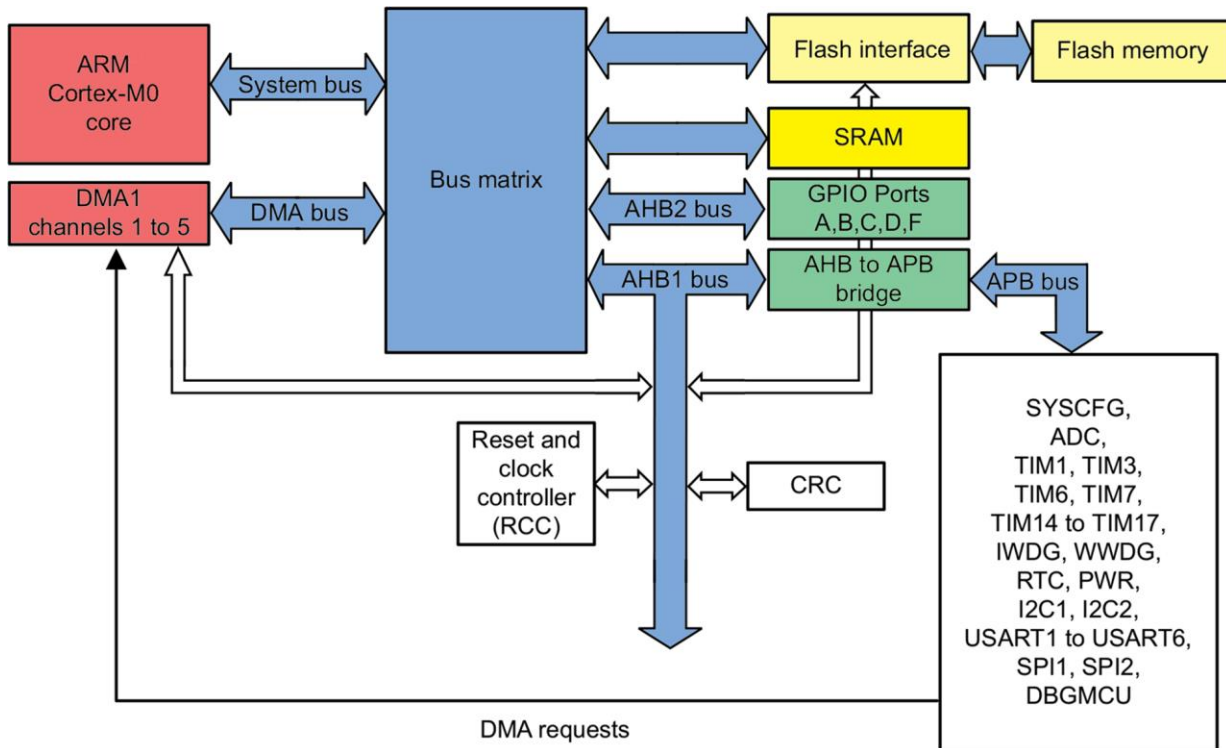 ARM
Cortex-M0
core
System bus
Bus matrix
Flash interface
Flash memory
SRAM
DMA1
channels 1 to 5
DMA bus
AHB2 bus
GPIO Ports
A,B,C,D,F
AHB1 bus
AHB to APB
bridge
APB bus
Reset and
clock
controller
(RCC)
CRC
SYSCFG,
ADC,
TIM1, TIM3,
TIM6, TIM7,
TIM14 to TIM17,
IWDG, WWDG,
RTC, PWR,
I2C1, I2C2,
USART1 to USART6,
SPI1, SPI2,
DBGMCU
DMA requests